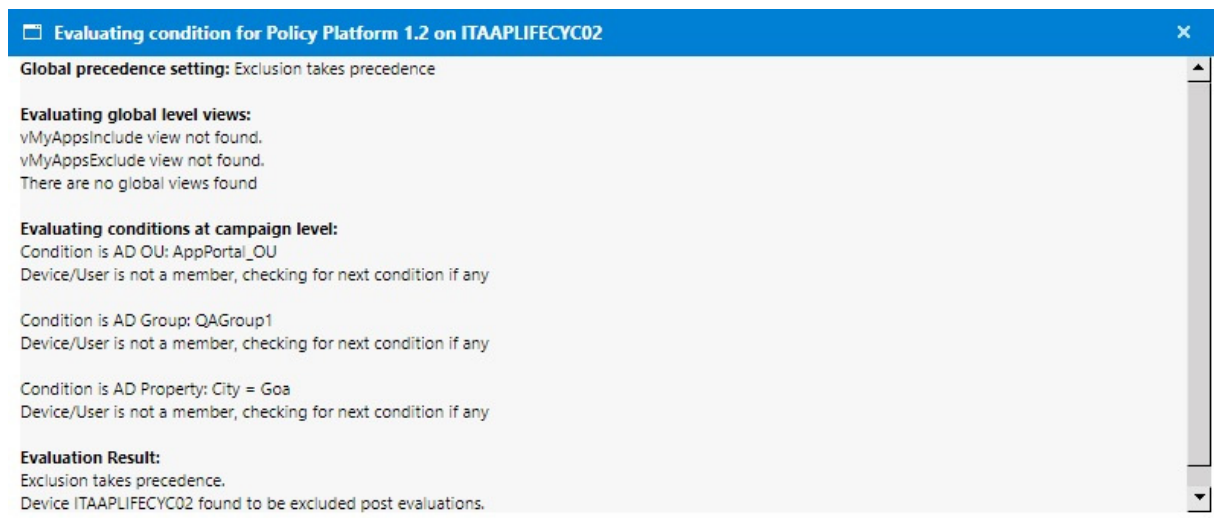 Evaluating condition for Policy Platform 1.2 on ITAAPLIFECYC02
Global precedence setting: Exclusion takes precedence
Evaluating global level views:
vMyAppsInclude view not found.
vMyAppsExclude view not found.
There are no global views found
Evaluating conditions at campaign level:
Condition is AD OU: AppPortal_OU
Device/User is not a member, checking for next condition if any
Condition is AD Group: QAGroup1
Device/User is not a member, checking for next condition if any
Condition is AD Property: City = Goa
Device/User is not a member, checking for next condition if any
Evaluation Result:
Exclusion takes precedence.
Device ITAAPLIFECYC02 found to be excluded post evaluations.